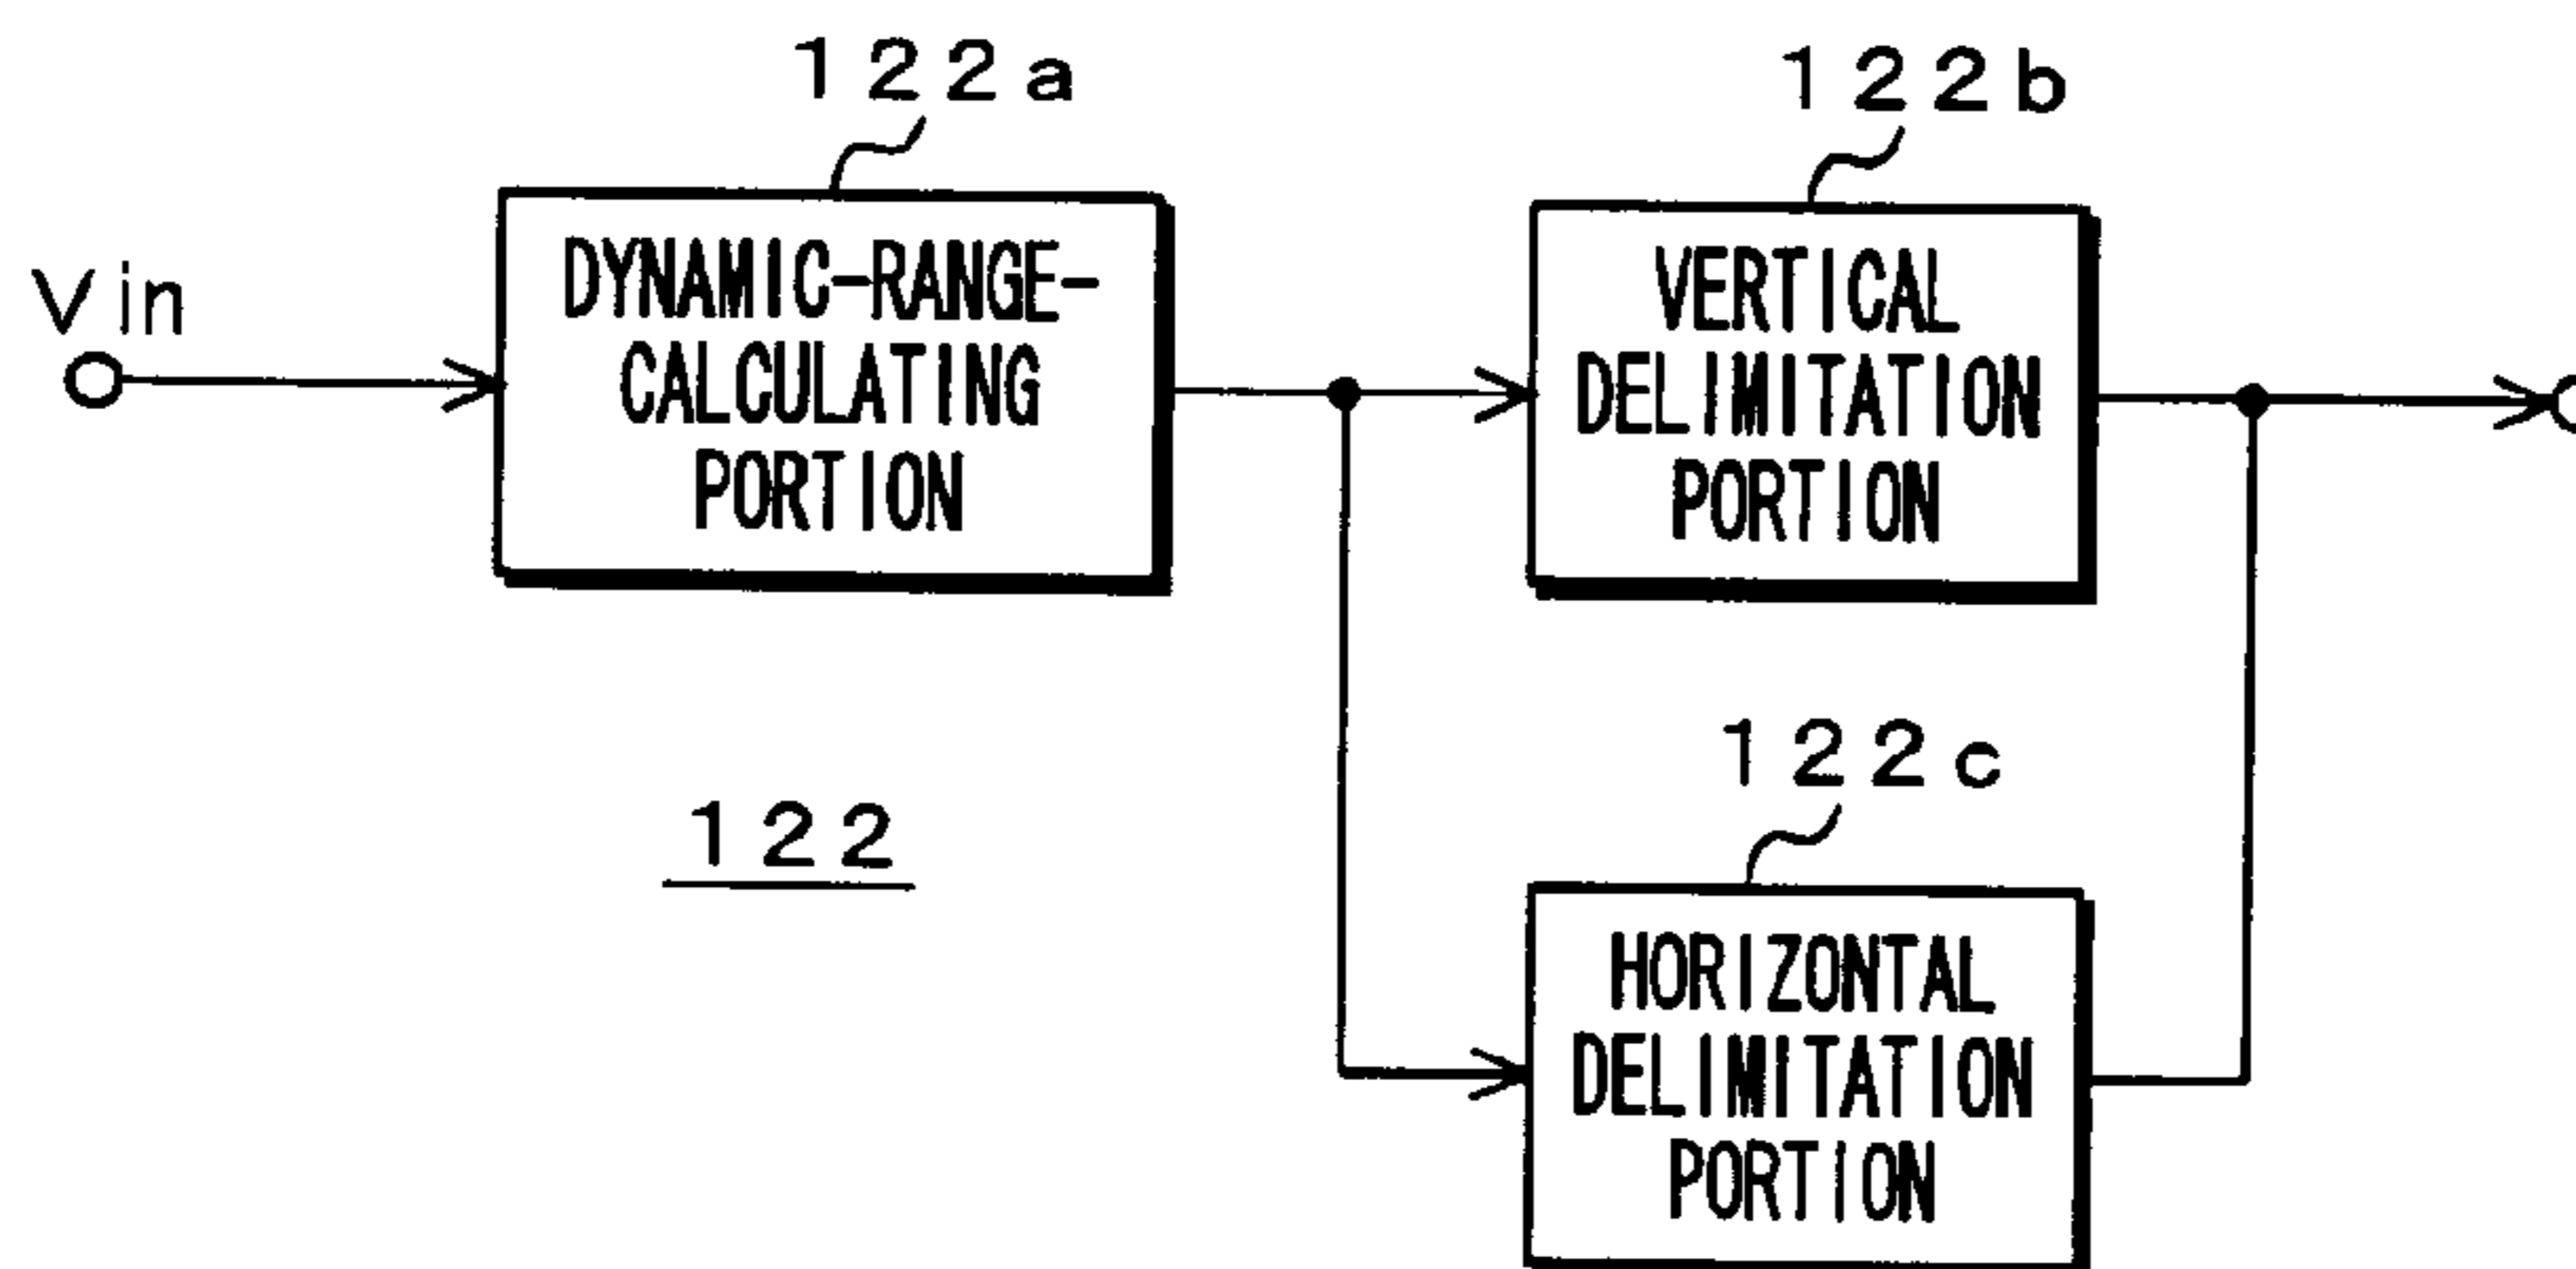 122a
122b
Vin
DYNAMIC-RANGE-
CALCULATING
PORTION
VERTICAL
DELIMITATION
PORTION
122
122c
HORIZONTAL
DELIMITATION
PORTION